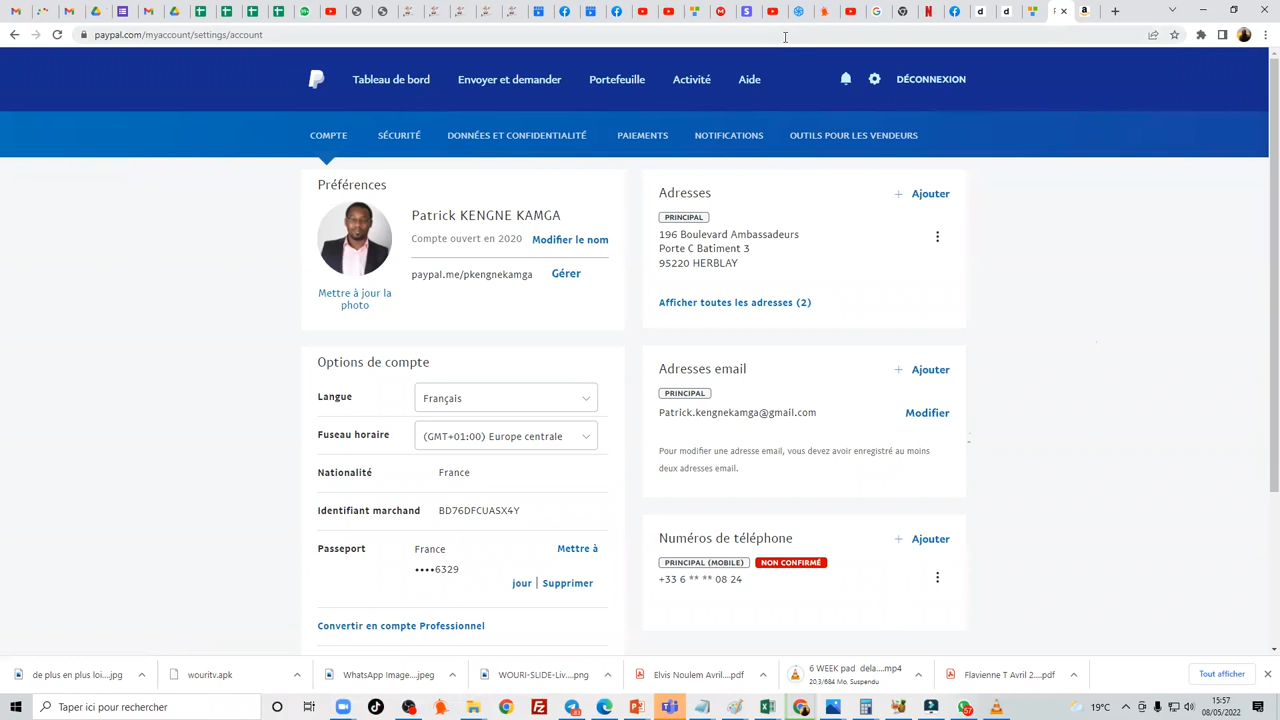 paypal.com/myaccount/settings/account
Tableau de bord
Envoyer et demander
Portefeuille
Activité
Aide
DÉCONNEXION
COMPTE
SÉCURITÉ
DONNÉES ET CONFIDENTIALITÉ
PAIEMENTS
NOTIFICATIONS
OUTILS POUR LES VENDEURS
Préférences
Patrick KENGNE KAMGA
Compte ouvert en 2020 Modifier le nom
paypal.me/pkengnekamga Gérer
Mettre à jour la
photo
Options de compte
Langue Français
Fuseau horaire (GMT+01:00) Europe centrale
Nationalité France
Identifiant marchand BD76DFCUASX4Y
Passeport France Mettre à
••••6329
jour | Supprimer
Convertir en compte Professionnel
Adresses + Ajouter
PRINCIPAL
196 Boulevard Ambassadeurs
Porte C Batiment 3
95220 HERBLAY
Afficher toutes les adresses (2)
Adresses email + Ajouter
PRINCIPAL
Patrick.kengnekamga@gmail.com Modifier
Pour modifier une adresse email, vous devez avoir enregistré au moins
deux adresses email.
Numéros de téléphone + Ajouter
PRINCIPAL (MOBILE) NON CONFIRMÉ
+33 6 ** ** 08 24
de plus en plus loi....jpg
wouritv.apk
WhatsApp Image....jpeg
WOURI-SLIDE-Liv....png
Elvis Noulem Avril....pdf
6 WEEK pad dela....mp4
20,3/684 Mo, Suspendu
Flavienne T Avril 2....pdf
Tout afficher
Taper ici pour rechercher
19°C
15:57
08/05/2022